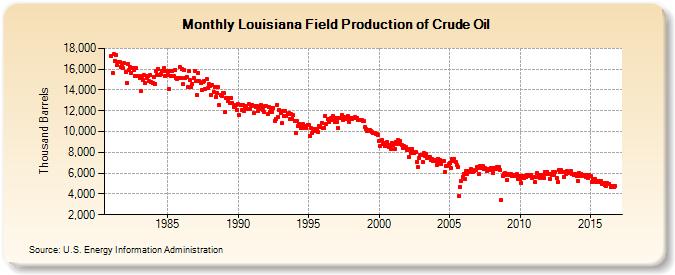 Monthly Louisiana Field Production of Crude Oil
Thousand Barrels
18,000
16,000
14,000
12,000
10,000
8,000
6,000
4,000
2,000
1985 1990 1995 2000 2005 2010 2015
Source: U.S. Energy Information Administration